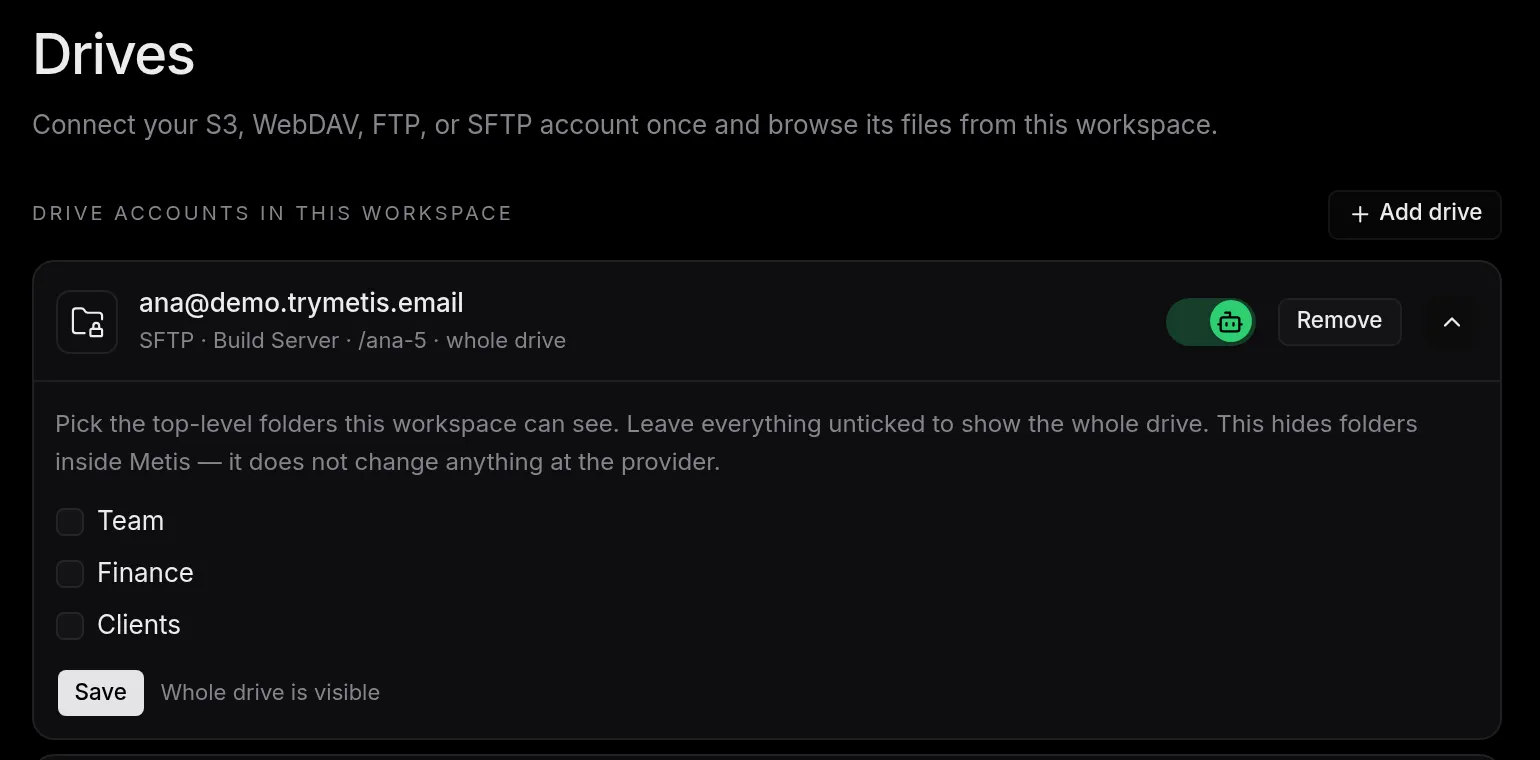 Drives
Connect your S3, WebDAV, FTP, or SFTP account once and browse its files from this workspace.
DRIVE ACCOUNTS IN THIS WORKSPACE
+ Add drive
ana@demo.trymetis.email
SFTP · Build Server · /ana-5 · whole drive
Remove
Pick the top-level folders this workspace can see. Leave everything unticked to show the whole drive. This hides folders
inside Metis — it does not change anything at the provider.
Team
Finance
Clients
Save
Whole drive is visible